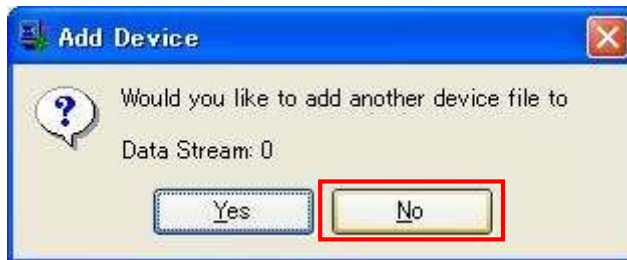 Add Device
Would you like to add another device file to
Data Stream: 0
Yes No